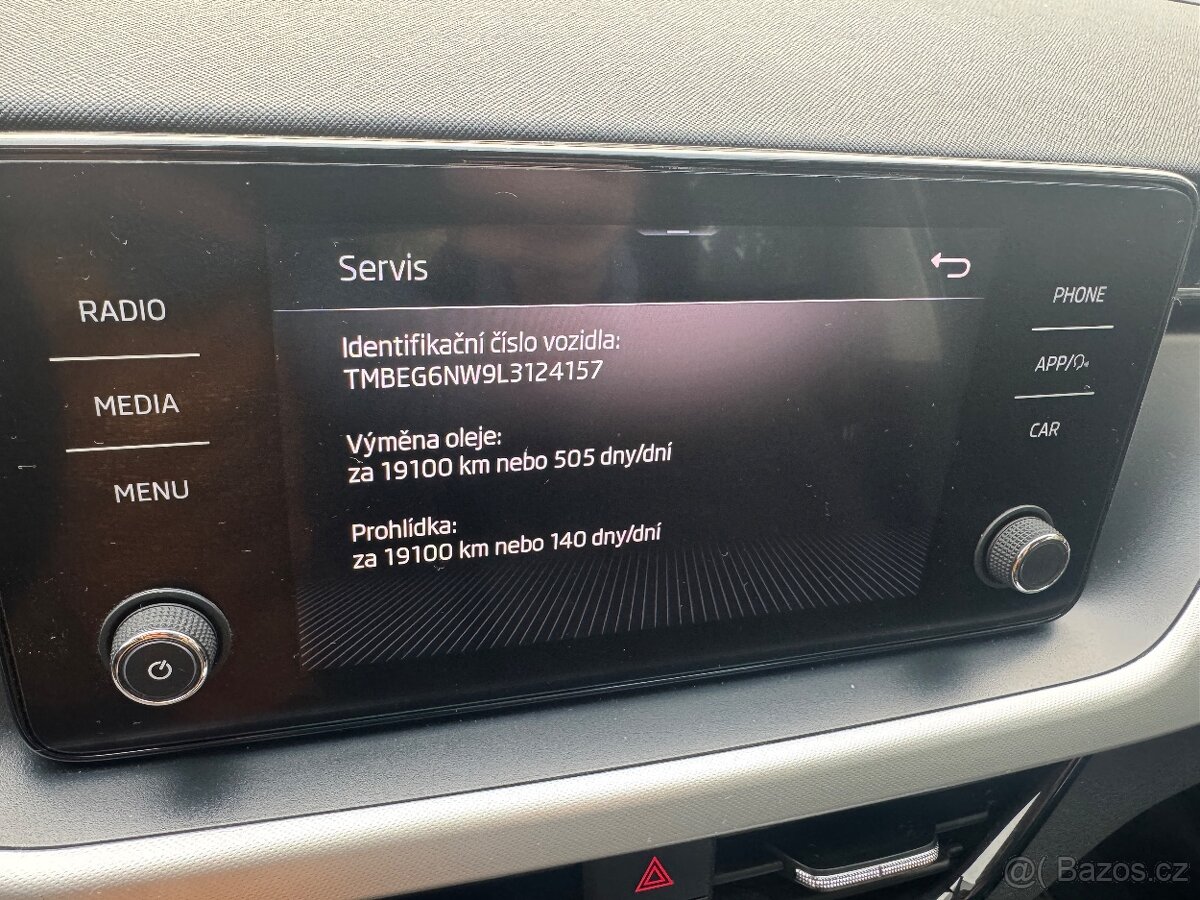 Servis
RADIO
MEDIA
MENU
Identifikační číslo vozidla:
TMBEG6NW9L3124157
Výměna oleje:
za 19100 km nebo 505 dny/dní
Prohlídka:
za 19100 km nebo 140 dny/dní
PHONE
APP/
CAR
@( Bazos.cz